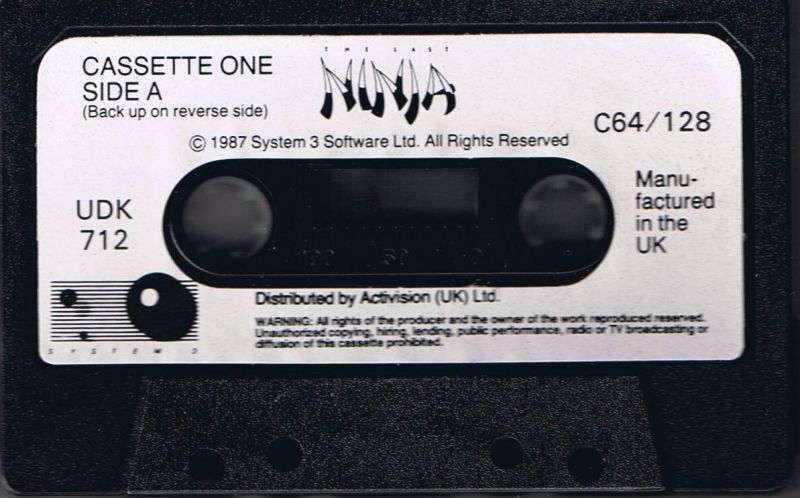 CASSETTE ONE
SIDE A
(Back up on reverse side)
THE LAST
NINJA
C64/128
© 1987 System 3 Software Ltd. All Rights Reserved
UDK
712
Manu-
factured
in the
UK
100 50 0
SYSTEM 3
Distributed by Activision (UK) Ltd.
WARNING: All rights of the producer and the owner of the work reproduced reserved.
Unauthorized copying, hiring, lending, public performance, radio or TV broadcasting or
diffusion of this cassette prohibited.